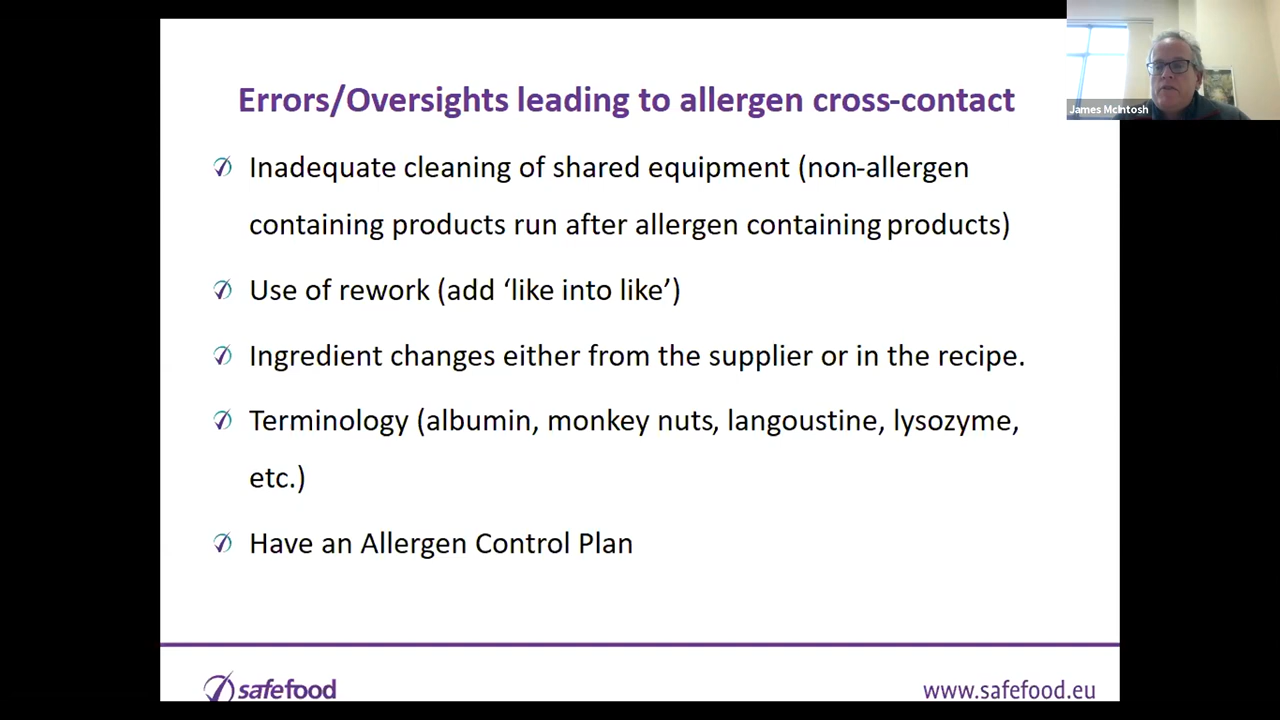 Errors/Oversights leading to allergen cross-contact
James McIntosh
Inadequate cleaning of shared equipment (non-allergen
containing products run after allergen containing products)
Use of rework (add ‘like into like’)
Ingredient changes either from the supplier or in the recipe.
Terminology (albumin, monkey nuts, langoustine, lysozyme,
etc.)
Have an Allergen Control Plan
safefood
www.safefood.eu